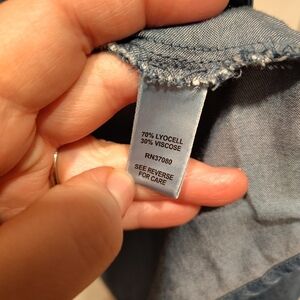 70% LYOCELL
30% VISCOSE
RN37080
SEE REVERSE
FOR CARE